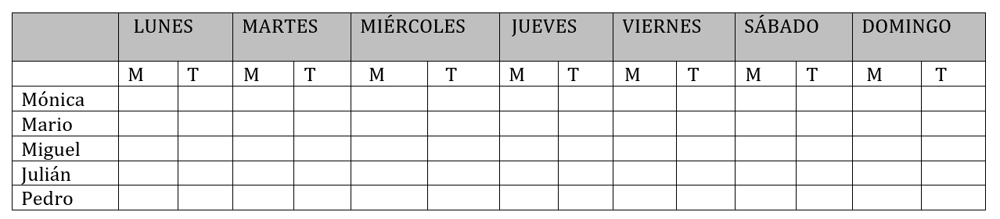 LUNES MARTES MIÉRCOLES JUEVES VIERNES SÁBADO DOMINGO
M T M T M T M T M T M T M T
Mónica
Mario
Miguel
Julián
Pedro